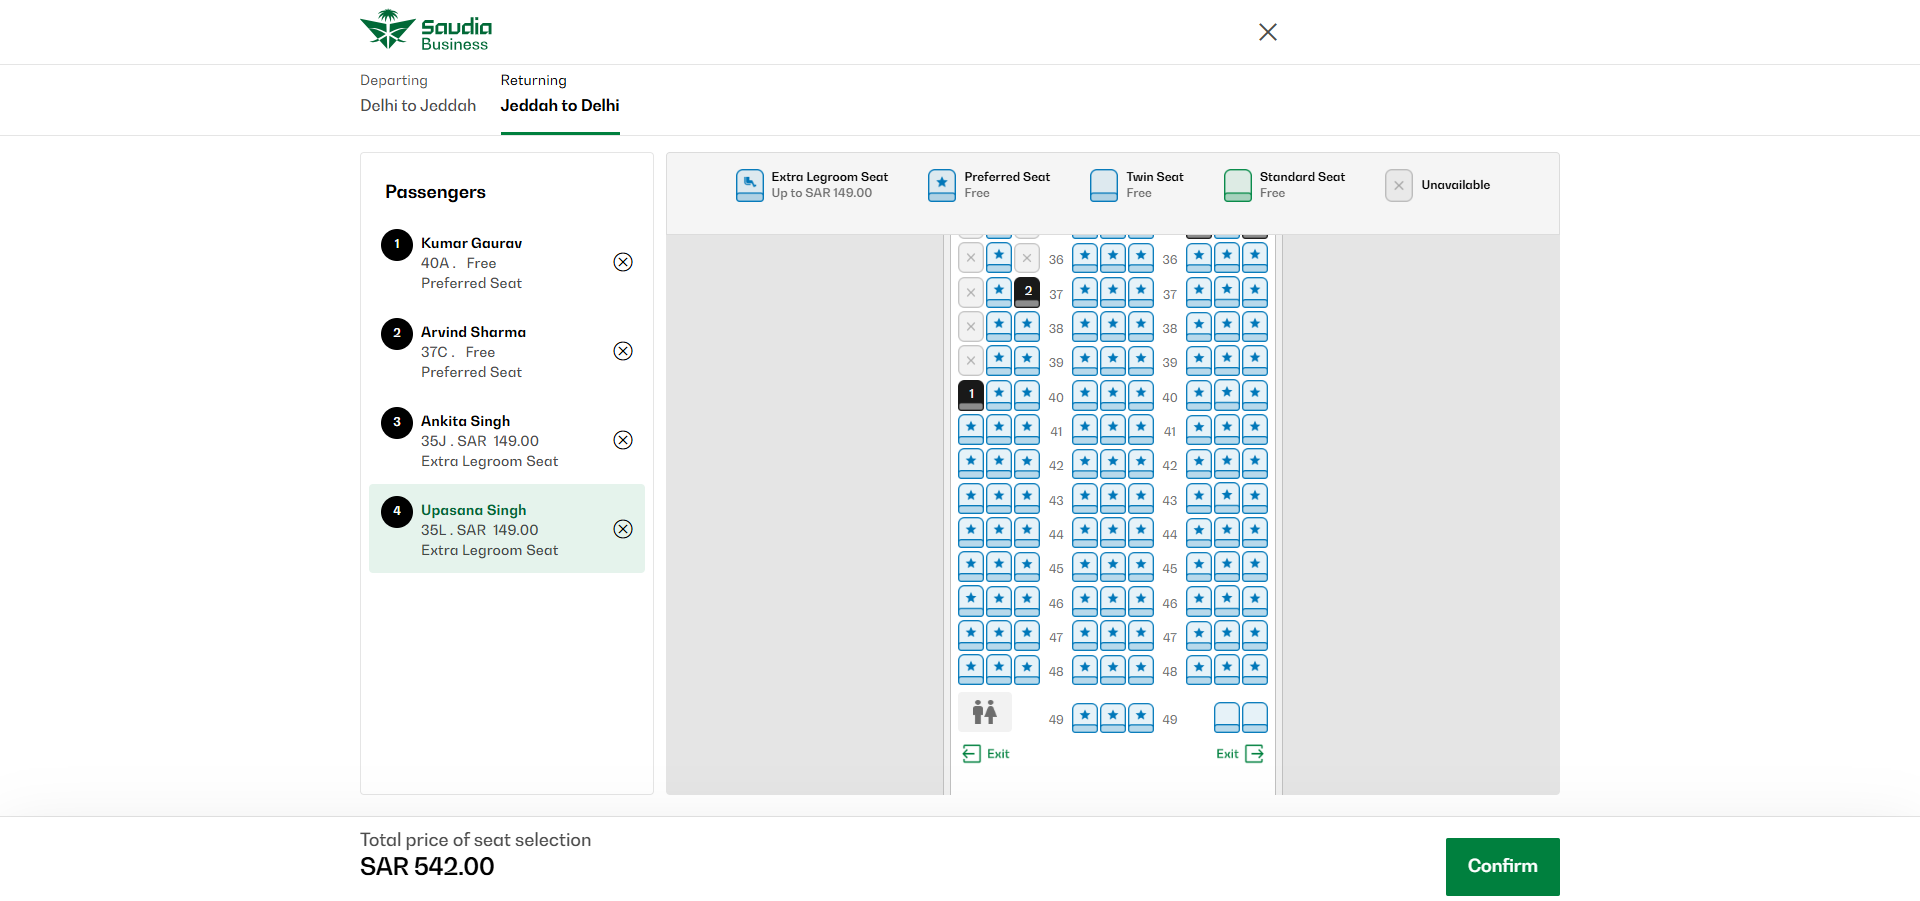 Saudia
Business
Departing
Delhi to Jeddah
Returning
Jeddah to Delhi
Passengers
1
Kumar Gaurav
40A . Free
Preferred Seat
2
Arvind Sharma
37C . Free
Preferred Seat
3
Ankita Singh
35J . SAR 149.00
Extra Legroom Seat
4
Upasana Singh
35L . SAR 149.00
Extra Legroom Seat
Extra Legroom Seat
Up to SAR 149.00
Preferred Seat
Free
Twin Seat
Free
Standard Seat
Free
Unavailable
36 36
2 37 37
38 38
39 39
1 40 40
41 41
42 42
43 43
44 44
45 45
46 46
47 47
48 48
49 49
Exit Exit
Total price of seat selection
SAR 542.00
Confirm